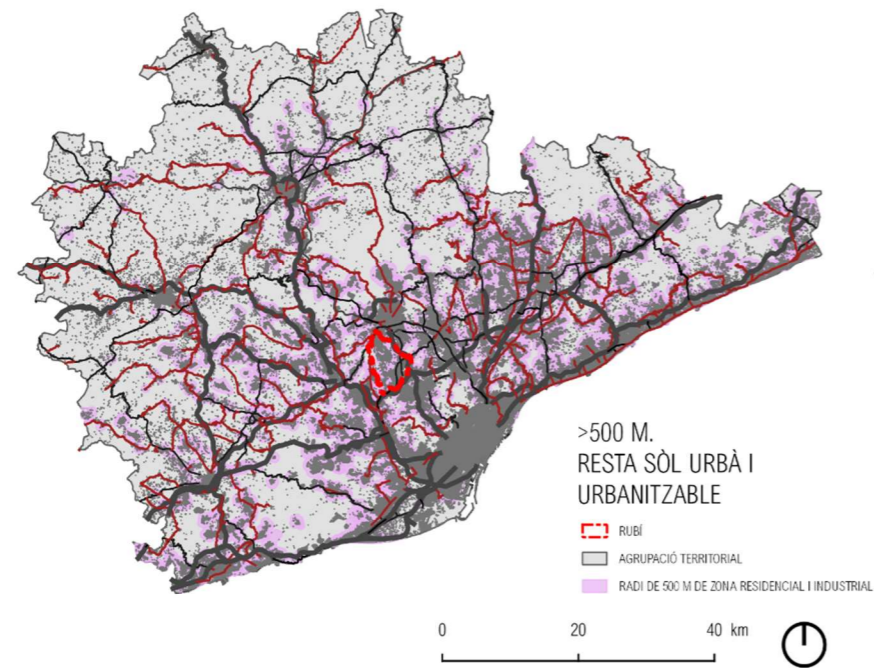 >500 M.
RESTA SÒL URBÀ I
URBANITZABLE
RUBÍ
AGRUPACIÓ TERRITORIAL
RADI DE 500 M DE ZONA RESIDENCIAL I INDUSTRIAL
0 20 40 km